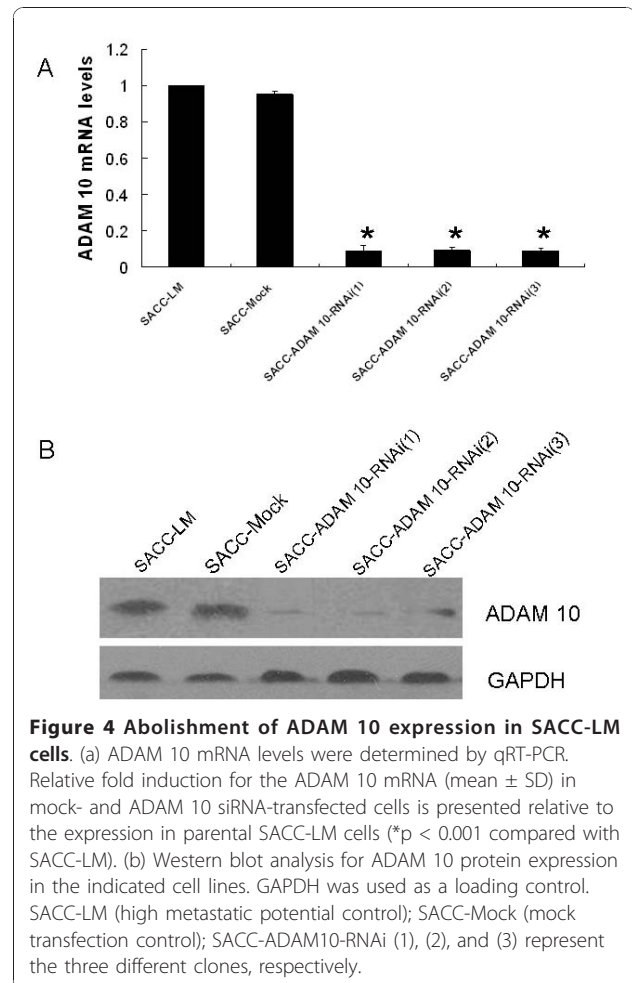 A
1.2
1
0.8
0.6
0.4
0.2
0
ADAM 10 mRNA levels
* * *
SACC-LM
SACC-Mock
SACC-ADAM 10-RNAi(1)
SACC-ADAM 10-RNAi(2)
SACC-ADAM 10-RNAi(3)
B
SACC-LM
SACC-Mock
SACC-ADAM 10-RNAi(1)
SACC-ADAM 10-RNAi(2)
SACC-ADAM 10-RNAi(3)
ADAM 10
GAPDH
Figure 4 Abolishment of ADAM 10 expression in SACC-LM
cells. (a) ADAM 10 mRNA levels were determined by qRT-PCR.
Relative fold induction for the ADAM 10 mRNA (mean ± SD) in
mock- and ADAM 10 siRNA-transfected cells is presented relative to
the expression in parental SACC-LM cells (*p < 0.001 compared with
SACC-LM). (b) Western blot analysis for ADAM 10 protein expression
in the indicated cell lines. GAPDH was used as a loading control.
SACC-LM (high metastatic potential control); SACC-Mock (mock
transfection control); SACC-ADAM10-RNAi (1), (2), and (3) represent
the three different clones, respectively.